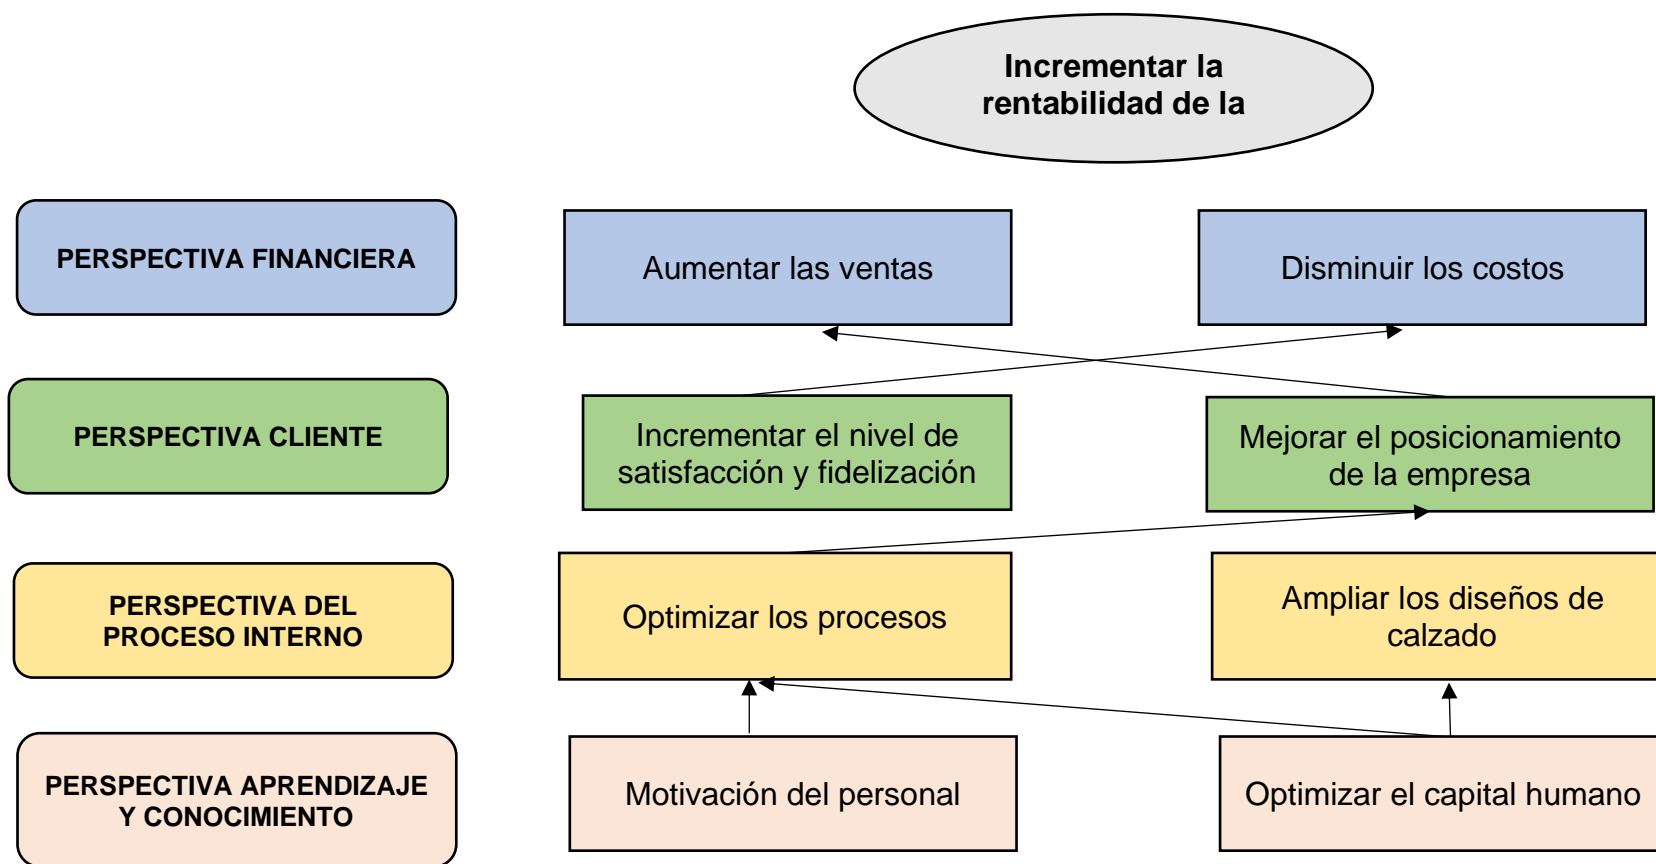 Incrementar la
rentabilidad de la
PERSPECTIVA FINANCIERA
Aumentar las ventas
Disminuir los costos
PERSPECTIVA CLIENTE
Incrementar el nivel de
satisfacción y fidelización
Mejorar el posicionamiento
de la empresa
PERSPECTIVA DEL
PROCESO INTERNO
Optimizar los procesos
Ampliar los diseños de
calzado
PERSPECTIVA APRENDIZAJE
Y CONOCIMIENTO
Motivación del personal
Optimizar el capital humano